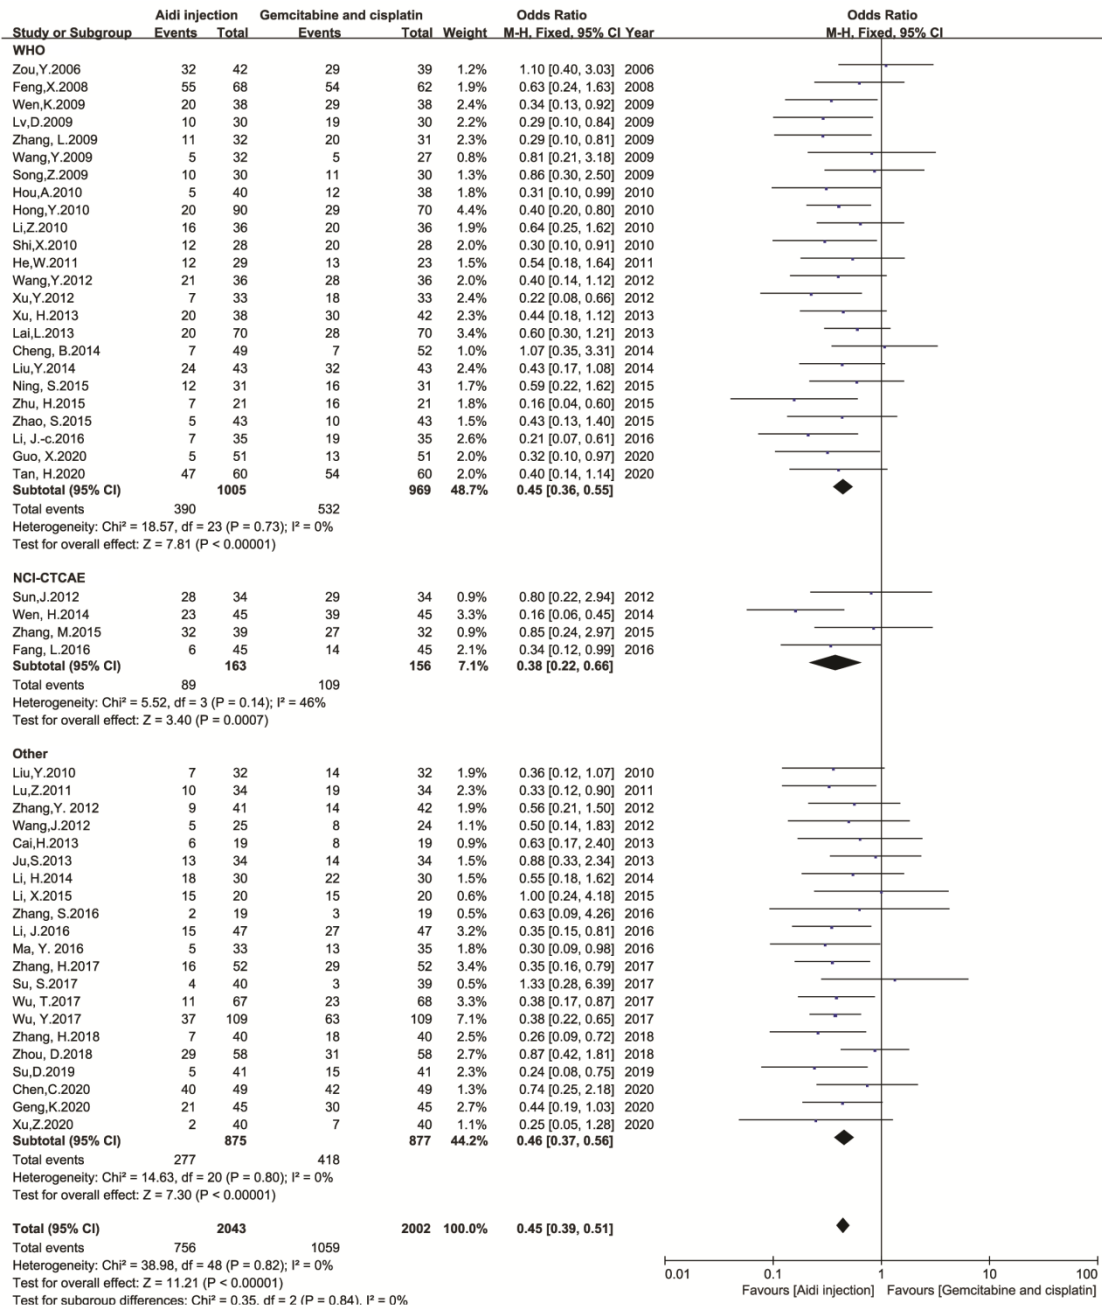 Aidi injection Gemcitabine and cisplatin Odds Ratio Odds Ratio
Study or Subgroup Events Total Events Total Weight M-H, Fixed, 95% CI Year M-H, Fixed, 95% CI
WHO
Zou,Y.2006 32 42 29 39 1.2% 1.10 [0.40, 3.03] 2006
Feng,X.2008 55 68 54 62 1.9% 0.63 [0.24, 1.63] 2008
Wen,K.2009 20 38 29 38 2.4% 0.34 [0.13, 0.92] 2009
Lv,D.2009 10 30 19 30 2.2% 0.29 [0.10, 0.84] 2009
Zhang, L.2009 11 32 20 31 2.3% 0.29 [0.10, 0.81] 2009
Wang,Y.2009 5 32 5 27 0.8% 0.81 [0.21, 3.18] 2009
Song,Z.2009 10 30 11 30 1.2% 0.86 [0.30, 2.50] 2009
Hou,A.2010 5 40 12 38 1.9% 0.31 [0.10, 0.99] 2010
Hong,Y.2010 20 90 29 70 4.4% 0.40 [0.20, 0.80] 2010
Li,Z.2010 16 36 20 36 1.9% 0.64 [0.25, 1.62] 2010
Shi,X.2010 12 28 20 28 2.0% 0.30 [0.10, 0.91] 2010
He,W.2011 12 29 13 23 1.5% 0.54 [0.18, 1.64] 2011
Wang,Y.2012 21 36 28 36 2.0% 0.40 [0.14, 1.12] 2012
Xu,Y.2012 7 33 18 33 2.4% 0.22 [0.08, 0.66] 2012
Xu, H.2013 20 38 30 42 2.3% 0.44 [0.18, 1.12] 2013
Lai,L.2013 20 70 28 70 3.4% 0.60 [0.30, 1.21] 2013
Cheng, B.2014 7 49 7 52 1.0% 1.07 [0.35, 3.31] 2014
Liu,Y.2014 24 43 32 43 2.4% 0.43 [0.17, 1.08] 2014
Ning, S.2015 12 31 16 31 1.7% 0.59 [0.22, 1.62] 2015
Zhu, H.2015 7 21 16 21 1.8% 0.16 [0.04, 0.60] 2015
Zhao, S.2015 5 43 10 43 1.5% 0.43 [0.13, 1.40] 2015
Li, J.-c.2016 7 35 19 35 2.6% 0.21 [0.07, 0.61] 2016
Guo, X.2020 5 51 13 51 2.0% 0.32 [0.10, 0.97] 2020
Tan, H.2020 47 60 54 60 2.0% 0.40 [0.14, 1.14] 2020
Subtotal (95% CI) 1005 969 48.7% 0.45 [0.36, 0.55]
Total events 390 532
Heterogeneity: Chi² = 18.57, df = 23 (P = 0.73); I² = 0%
Test for overall effect: Z = 7.81 (P < 0.00001)
NCI-CTCAE
Sun,J.2012 28 34 29 34 0.9% 0.80 [0.22, 2.94] 2012
Wen, H.2014 23 45 39 45 3.3% 0.16 [0.06, 0.45] 2014
Zhang, M.2015 32 39 27 32 0.9% 0.85 [0.24, 2.97] 2015
Fang, L.2016 6 45 14 45 2.1% 0.34 [0.12, 0.99] 2016
Subtotal (95% CI) 163 156 7.1% 0.38 [0.22, 0.66]
Total events 89 109
Heterogeneity: Chi² = 5.52, df = 3 (P = 0.14); I² = 46%
Test for overall effect: Z = 3.40 (P = 0.0007)
Other
Liu,Y.2010 7 32 14 32 1.9% 0.36 [0.12, 1.07] 2010
Lu,Z.2011 10 34 19 34 2.3% 0.33 [0.12, 0.90] 2011
Zhang,Y. 2012 9 41 14 42 1.9% 0.56 [0.21, 1.50] 2012
Wang,J.2012 5 25 8 24 1.1% 0.50 [0.14, 1.83] 2012
Cai,H.2013 6 19 8 19 0.9% 0.63 [0.17, 2.40] 2013
Ju,S.2013 13 34 14 34 1.5% 0.88 [0.33, 2.34] 2013
Li, H.2014 18 30 22 30 1.5% 0.55 [0.18, 1.62] 2014
Li, X.2015 15 20 15 20 0.6% 1.00 [0.24, 4.18] 2015
Zhang, S.2016 2 19 3 19 0.5% 0.63 [0.09, 4.26] 2016
Li, J.2016 15 47 27 47 3.2% 0.35 [0.15, 0.81] 2016
Ma, Y. 2016 5 33 13 35 1.8% 0.30 [0.09, 0.98] 2016
Zhang, H.2017 16 52 29 52 3.4% 0.35 [0.16, 0.79] 2017
Su, S.2017 4 40 3 39 0.5% 1.33 [0.28, 6.39] 2017
Wu, T.2017 11 67 23 68 3.3% 0.38 [0.17, 0.87] 2017
Wu, Y.2017 37 109 63 109 7.1% 0.38 [0.22, 0.65] 2017
Zhang, H.2018 7 40 18 40 2.5% 0.26 [0.09, 0.72] 2018
Zhou, D.2018 29 58 31 58 2.7% 0.87 [0.42, 1.81] 2018
Su,D.2019 5 41 15 41 2.2% 0.24 [0.08, 0.75] 2019
Chen,C.2020 40 49 42 49 1.3% 0.74 [0.25, 2.18] 2020
Geng,K.2020 21 45 30 45 2.7% 0.44 [0.19, 1.03] 2020
Xu,Z.2020 2 40 7 40 1.1% 0.25 [0.05, 1.28] 2020
Subtotal (95% CI) 875 877 44.2% 0.46 [0.37, 0.56]
Total events 277 418
Heterogeneity: Chi² = 14.63, df = 20 (P = 0.80); I² = 0%
Test for overall effect: Z = 7.30 (P < 0.00001)
Total (95% CI) 2043 2002 100.0% 0.45 [0.39, 0.51]
Total events 756 1059
Heterogeneity: Chi² = 38.98, df = 48 (P = 0.82); I² = 0%
Test for overall effect: Z = 11.21 (P < 0.00001)
Test for subgroup differences: Chi² = 0.35, df = 2 (P = 0.84), I² = 0%
0.01 0.1 1 10 100
Favours [Aidi injection] Favours [Gemcitabine and cisplatin]